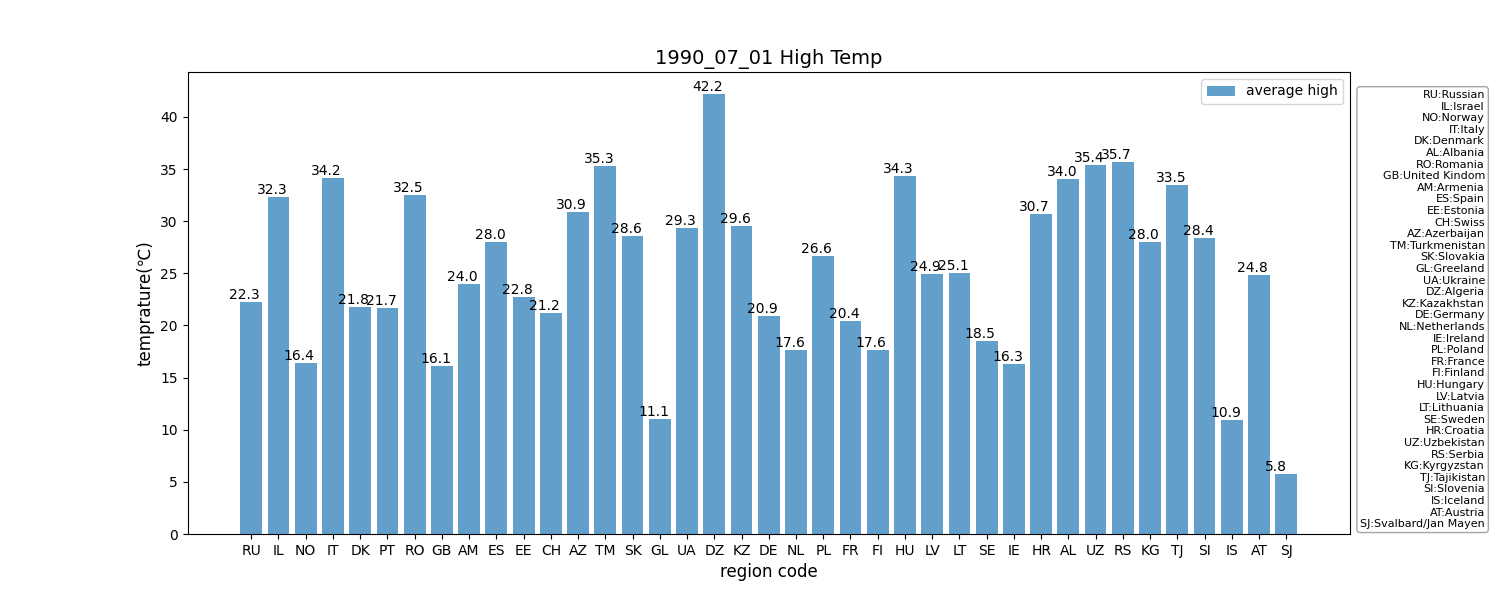 1990_07_01 High Temp
average high
temprature(℃)
40
35
30
25
20
15
10
5
0
22.3
32.3
16.4
34.2
21.8
21.7
32.5
16.1
24.0
28.0
22.8
21.2
30.9
35.3
28.6
11.1
29.3
42.2
29.6
20.9
17.6
26.6
20.4
17.6
34.3
24.9
25.1
18.5
16.3
30.7
34.0
35.4
35.7
28.0
33.5
28.4
10.9
24.8
5.8
RU IL NO IT DK PT RO GB AM ES EE CH AZ TM SK GL UA DZ KZ DE NL PL FR FI HU LV LT SE IE HR AL UZ RS KG TJ SI IS AT SJ
region code
RU:Russian
IL:Israel
NO:Norway
IT:Italy
DK:Denmark
AL:Albania
RO:Romania
GB:United Kindom
AM:Armenia
ES:Spain
EE:Estonia
CH:Swiss
AZ:Azerbaijan
TM:Turkmenistan
SK:Slovakia
GL:Greeland
UA:Ukraine
DZ:Algeria
KZ:Kazakhstan
DE:Germany
NL:Netherlands
IE:Ireland
PL:Poland
FR:France
FI:Finland
HU:Hungary
LV:Latvia
LT:Lithuania
SE:Sweden
HR:Croatia
UZ:Uzbekistan
RS:Serbia
KG:Kyrgyzstan
TJ:Tajikistan
SI:Slovenia
IS:Iceland
AT:Austria
SJ:Svalbard/Jan Mayen